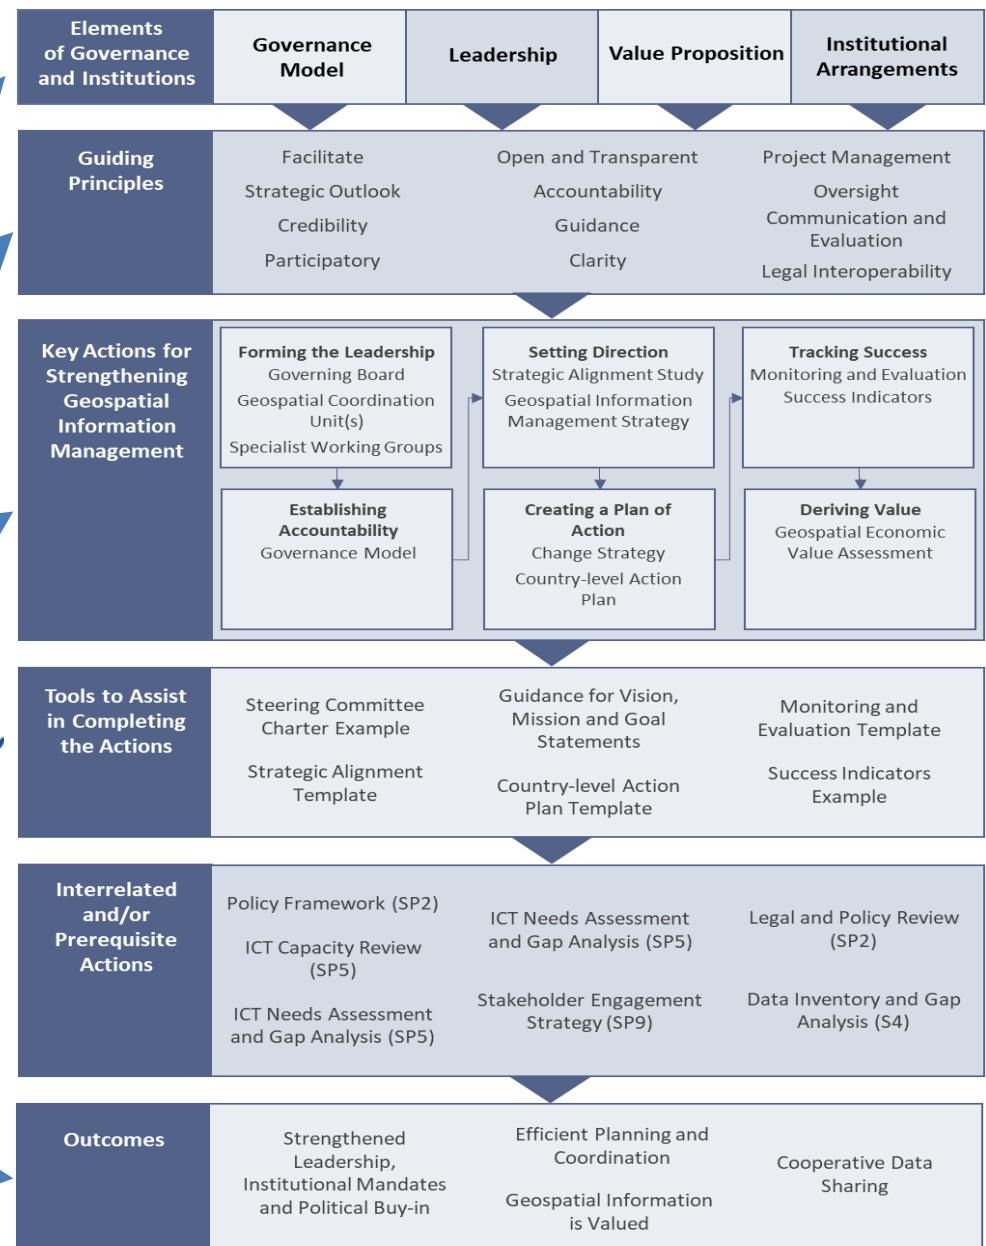 Elements
of Governance
and Institutions
Governance
Model
Leadership
Value Proposition
Institutional
Arrangements
Guiding
Principles
Facilitate
Strategic Outlook
Credibility
Participatory
Open and Transparent
Accountability
Guidance
Clarity
Project Management
Oversight
Communication and
Evaluation
Legal Interoperability
Key Actions for
Strengthening
Geospatial
Information
Management
Forming the Leadership
Governing Board
Geospatial Coordination
Unit(s)
Specialist Working Groups
Establishing
Accountability
Governance Model
Setting Direction
Strategic Alignment Study
Geospatial Information
Management Strategy
Creating a Plan of
Action
Change Strategy
Country-level Action
Plan
Tracking Success
Monitoring and Evaluation
Success Indicators
Deriving Value
Geospatial Economic
Value Assessment
Tools to Assist
in Completing
the Actions
Steering Committee
Charter Example
Strategic Alignment
Template
Guidance for Vision,
Mission and Goal
Statements
Country-level Action
Plan Template
Monitoring and
Evaluation Template
Success Indicators
Example
Interrelated
and/or
Prerequisite
Actions
Policy Framework (SP2)
ICT Capacity Review
(SP5)
ICT Needs Assessment
and Gap Analysis (SP5)
ICT Needs Assessment
and Gap Analysis (SP5)
Stakeholder Engagement
Strategy (SP9)
Legal and Policy Review
(SP2)
Data Inventory and Gap
Analysis (S4)
Outcomes
Strengthened
Leadership,
Institutional Mandates
and Political Buy-in
Efficient Planning and
Coordination
Geospatial Information
is Valued
Cooperative Data
Sharing